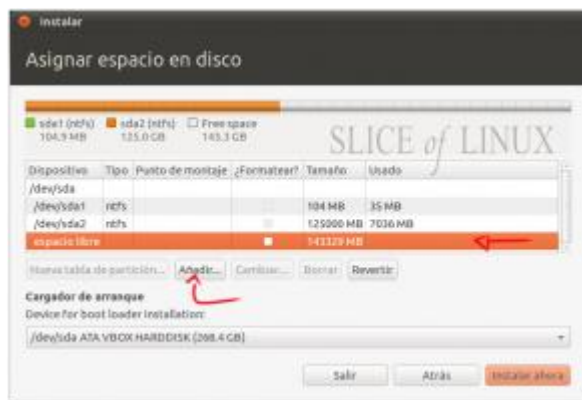 Instalar
Asignar espacio en disco
sda1 (ntfs) sda2 (ntfs) Free space
104.9 MB 125.0 GB 143.3 GB
SLICE of LINUX
Dispositivo Tipo Punto de montaje ¿Formatear? Tamaño Usado
/dev/sda
/dev/sda1 ntfs 104 MB 35 MB
/dev/sda2 ntfs 125000 MB 7036 MB
espacio libre 143329 MB
Nueva tabla de partición... Añadir... Cambiar... Borrar Revertir
Cargador de arranque
Device for boot loader installation:
/dev/sda ATA VBOX HARDDISK (268.4 GB)
Salir Atrás Instalar ahora